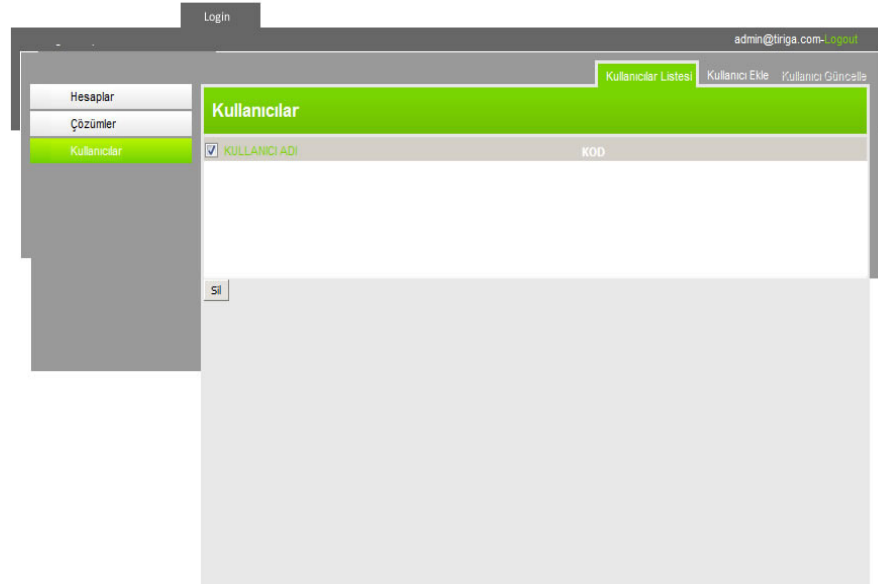 Login
admin@tiriga.com-Logout
Kullanıcılar Listesi Kullanıcı Ekle Kullanıcı Güncelle
Hesaplar
Çözümler
Kullanıcılar
Kullanıcılar
KULLANICI ADI KOD
Sil